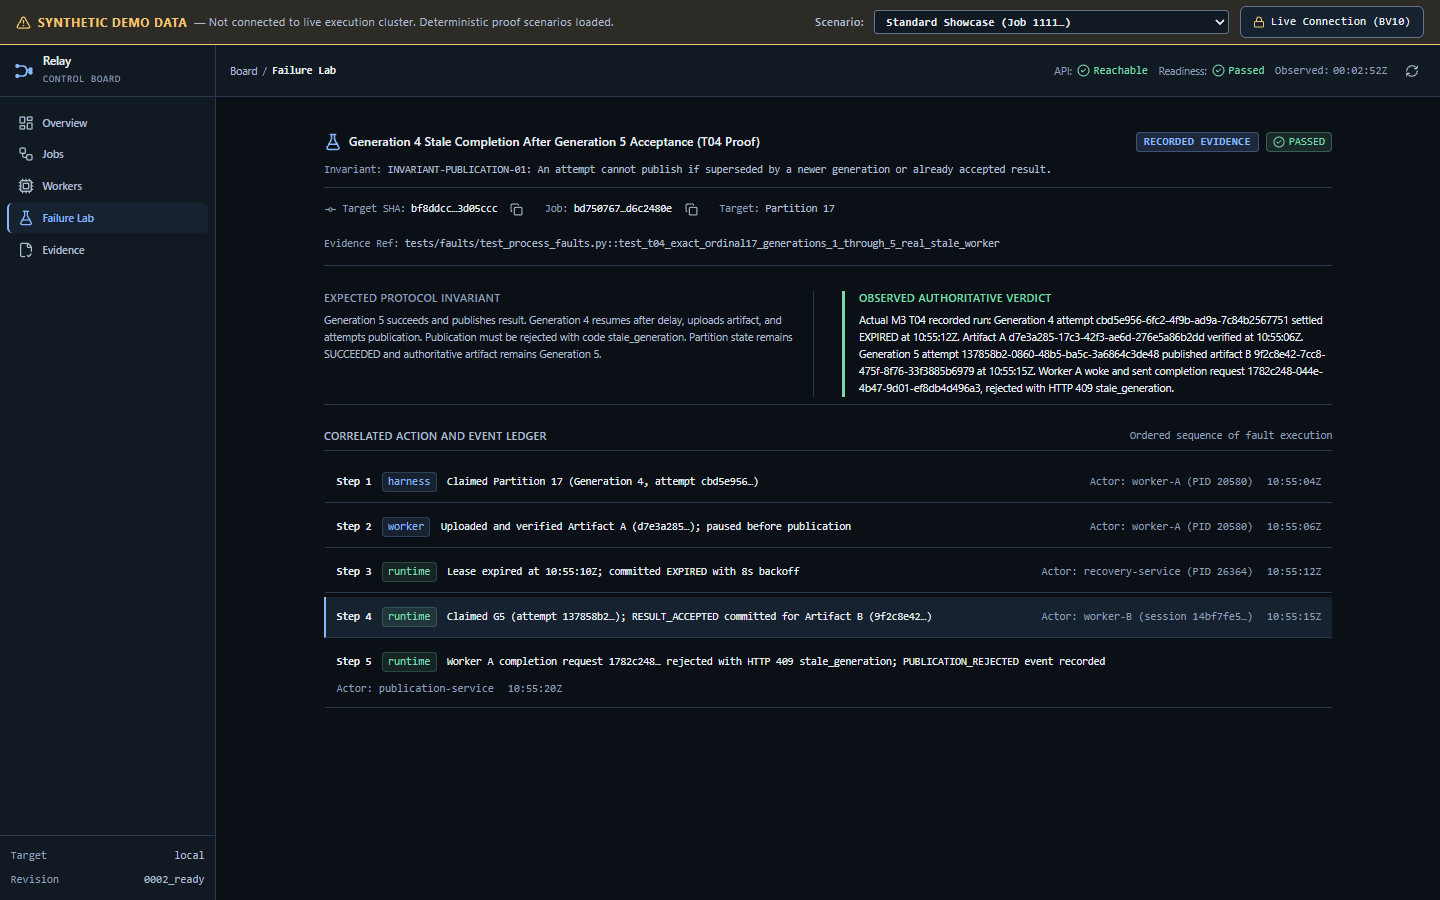 SYNTHETIC DEMO DATA — Not connected to live execution cluster. Deterministic proof scenarios loaded.
Scenario: Standard Showcase (Job 1111…) Live Connection (BV10)
Relay
CONTROL BOARD
Board / Failure Lab
API: Reachable Readiness: Passed Observed: 00:02:52Z
Overview
Jobs
Workers
Failure Lab
Evidence
Generation 4 Stale Completion After Generation 5 Acceptance (T04 Proof)
RECORDED EVIDENCE PASSED
Invariant: INVARIANT-PUBLICATION-01: An attempt cannot publish if superseded by a newer generation or already accepted result.
Target SHA: bf8ddcc…3d05ccc Job: bd750767…d6c2480e Target: Partition 17
Evidence Ref: tests/faults/test_process_faults.py::test_t04_exact_ordinal17_generations_1_through_5_real_stale_worker
EXPECTED PROTOCOL INVARIANT
Generation 5 succeeds and publishes result. Generation 4 resumes after delay, uploads artifact, and
attempts publication. Publication must be rejected with code stale_generation. Partition state remains
SUCCEEDED and authoritative artifact remains Generation 5.
OBSERVED AUTHORITATIVE VERDICT
Actual M3 T04 recorded run: Generation 4 attempt cbd5e956-6fc2-4f9b-ad9a-7c84b2567751 settled
EXPIRED at 10:55:12Z. Artifact A d7e3a285-17c3-42f3-ae6d-276e5a86b2dd verified at 10:55:06Z.
Generation 5 attempt 137858b2-0860-48b5-ba5c-3a6864c3de48 published artifact B 9f2c8e42-7cc8-
475f-8f76-33f3885b6979 at 10:55:15Z. Worker A woke and sent completion request 1782c248-044e-
4b47-9d01-ef8db4d496a3, rejected with HTTP 409 stale_generation.
CORRELATED ACTION AND EVENT LEDGER
Ordered sequence of fault execution
Step 1 harness Claimed Partition 17 (Generation 4, attempt cbd5e956…) Actor: worker-A (PID 20580) 10:55:04Z
Step 2 worker Uploaded and verified Artifact A (d7e3a285…); paused before publication Actor: worker-A (PID 20580) 10:55:06Z
Step 3 runtime Lease expired at 10:55:10Z; committed EXPIRED with 8s backoff Actor: recovery-service (PID 26364) 10:55:12Z
Step 4 runtime Claimed G5 (attempt 137858b2…); RESULT_ACCEPTED committed for Artifact B (9f2c8e42…) Actor: worker-B (session 14bf7fe5…) 10:55:15Z
Step 5 runtime Worker A completion request 1782c248… rejected with HTTP 409 stale_generation; PUBLICATION_REJECTED event recorded
Actor: publication-service 10:55:20Z
Target local
Revision 0002_ready